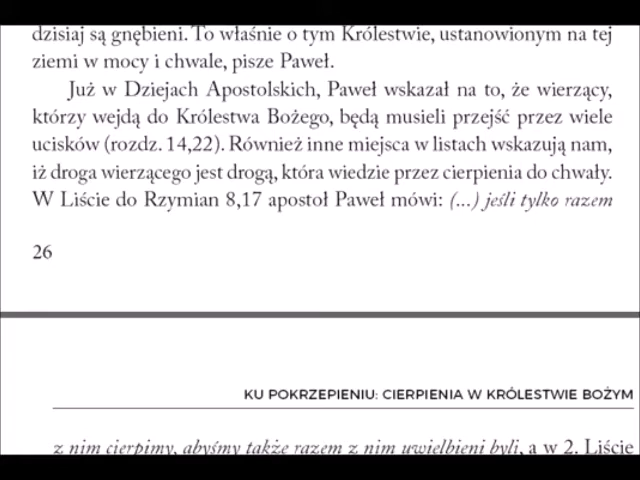 dzisiaj są gnębieni. To właśnie o tym Królestwie, ustanowionym na tej
ziemi w mocy i chwale, pisze Paweł.
Już w Dziejach Apostolskich, Paweł wskazał na to, że wierzący,
którzy wejdą do Królestwa Bożego, będą musieli przejść przez wiele
ucisków (rozdz. 14,22). Również inne miejsca w listach wskazują nam,
iż droga wierzącego jest drogą, która wiedzie przez cierpienia do chwały.
W Liście do Rzymian 8,17 apostoł Paweł mówi: (...) jeśli tylko razem
26
KU POKRZEPIENIU: CIERPIENIA W KRÓLESTWIE BOŻYM
z nim cierpimy, abyśmy także razem z nim uwielbieni byli, a w 2. Liście